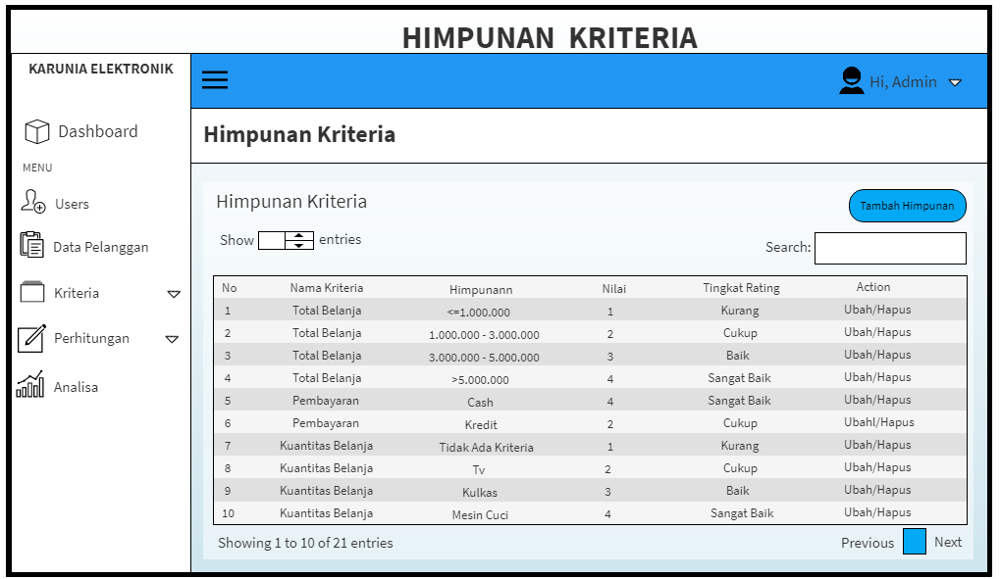 HIMPUNAN KRITERIA
KARUNIA ELEKTRONIK
Hi, Admin
Dashboard
MENU
Users
Data Pelanggan
Kriteria
Perhitungan
Analisa
Himpunan Kriteria
Himpunan Kriteria
Tambah Himpunan
Show entries
Search:
No Nama Kriteria Himpunann Nilai Tingkat Rating Action
1 Total Belanja <=1.000.000 1 Kurang Ubah/Hapus
2 Total Belanja 1.000.000 - 3.000.000 2 Cukup Ubah/Hapus
3 Total Belanja 3.000.000 - 5.000.000 3 Baik Ubah/Hapus
4 Total Belanja >5.000.000 4 Sangat Baik Ubah/Hapus
5 Pembayaran Cash 4 Sangat Baik Ubah/Hapus
6 Pembayaran Kredit 2 Cukup Ubahl/Hapus
7 Kuantitas Belanja Tidak Ada Kriteria 1 Kurang Ubah/Hapus
8 Kuantitas Belanja Tv 2 Cukup Ubah/Hapus
9 Kuantitas Belanja Kulkas 3 Baik Ubah/Hapus
10 Kuantitas Belanja Mesin Cuci 4 Sangat Baik Ubah/Hapus
Showing 1 to 10 of 21 entries
Previous Next